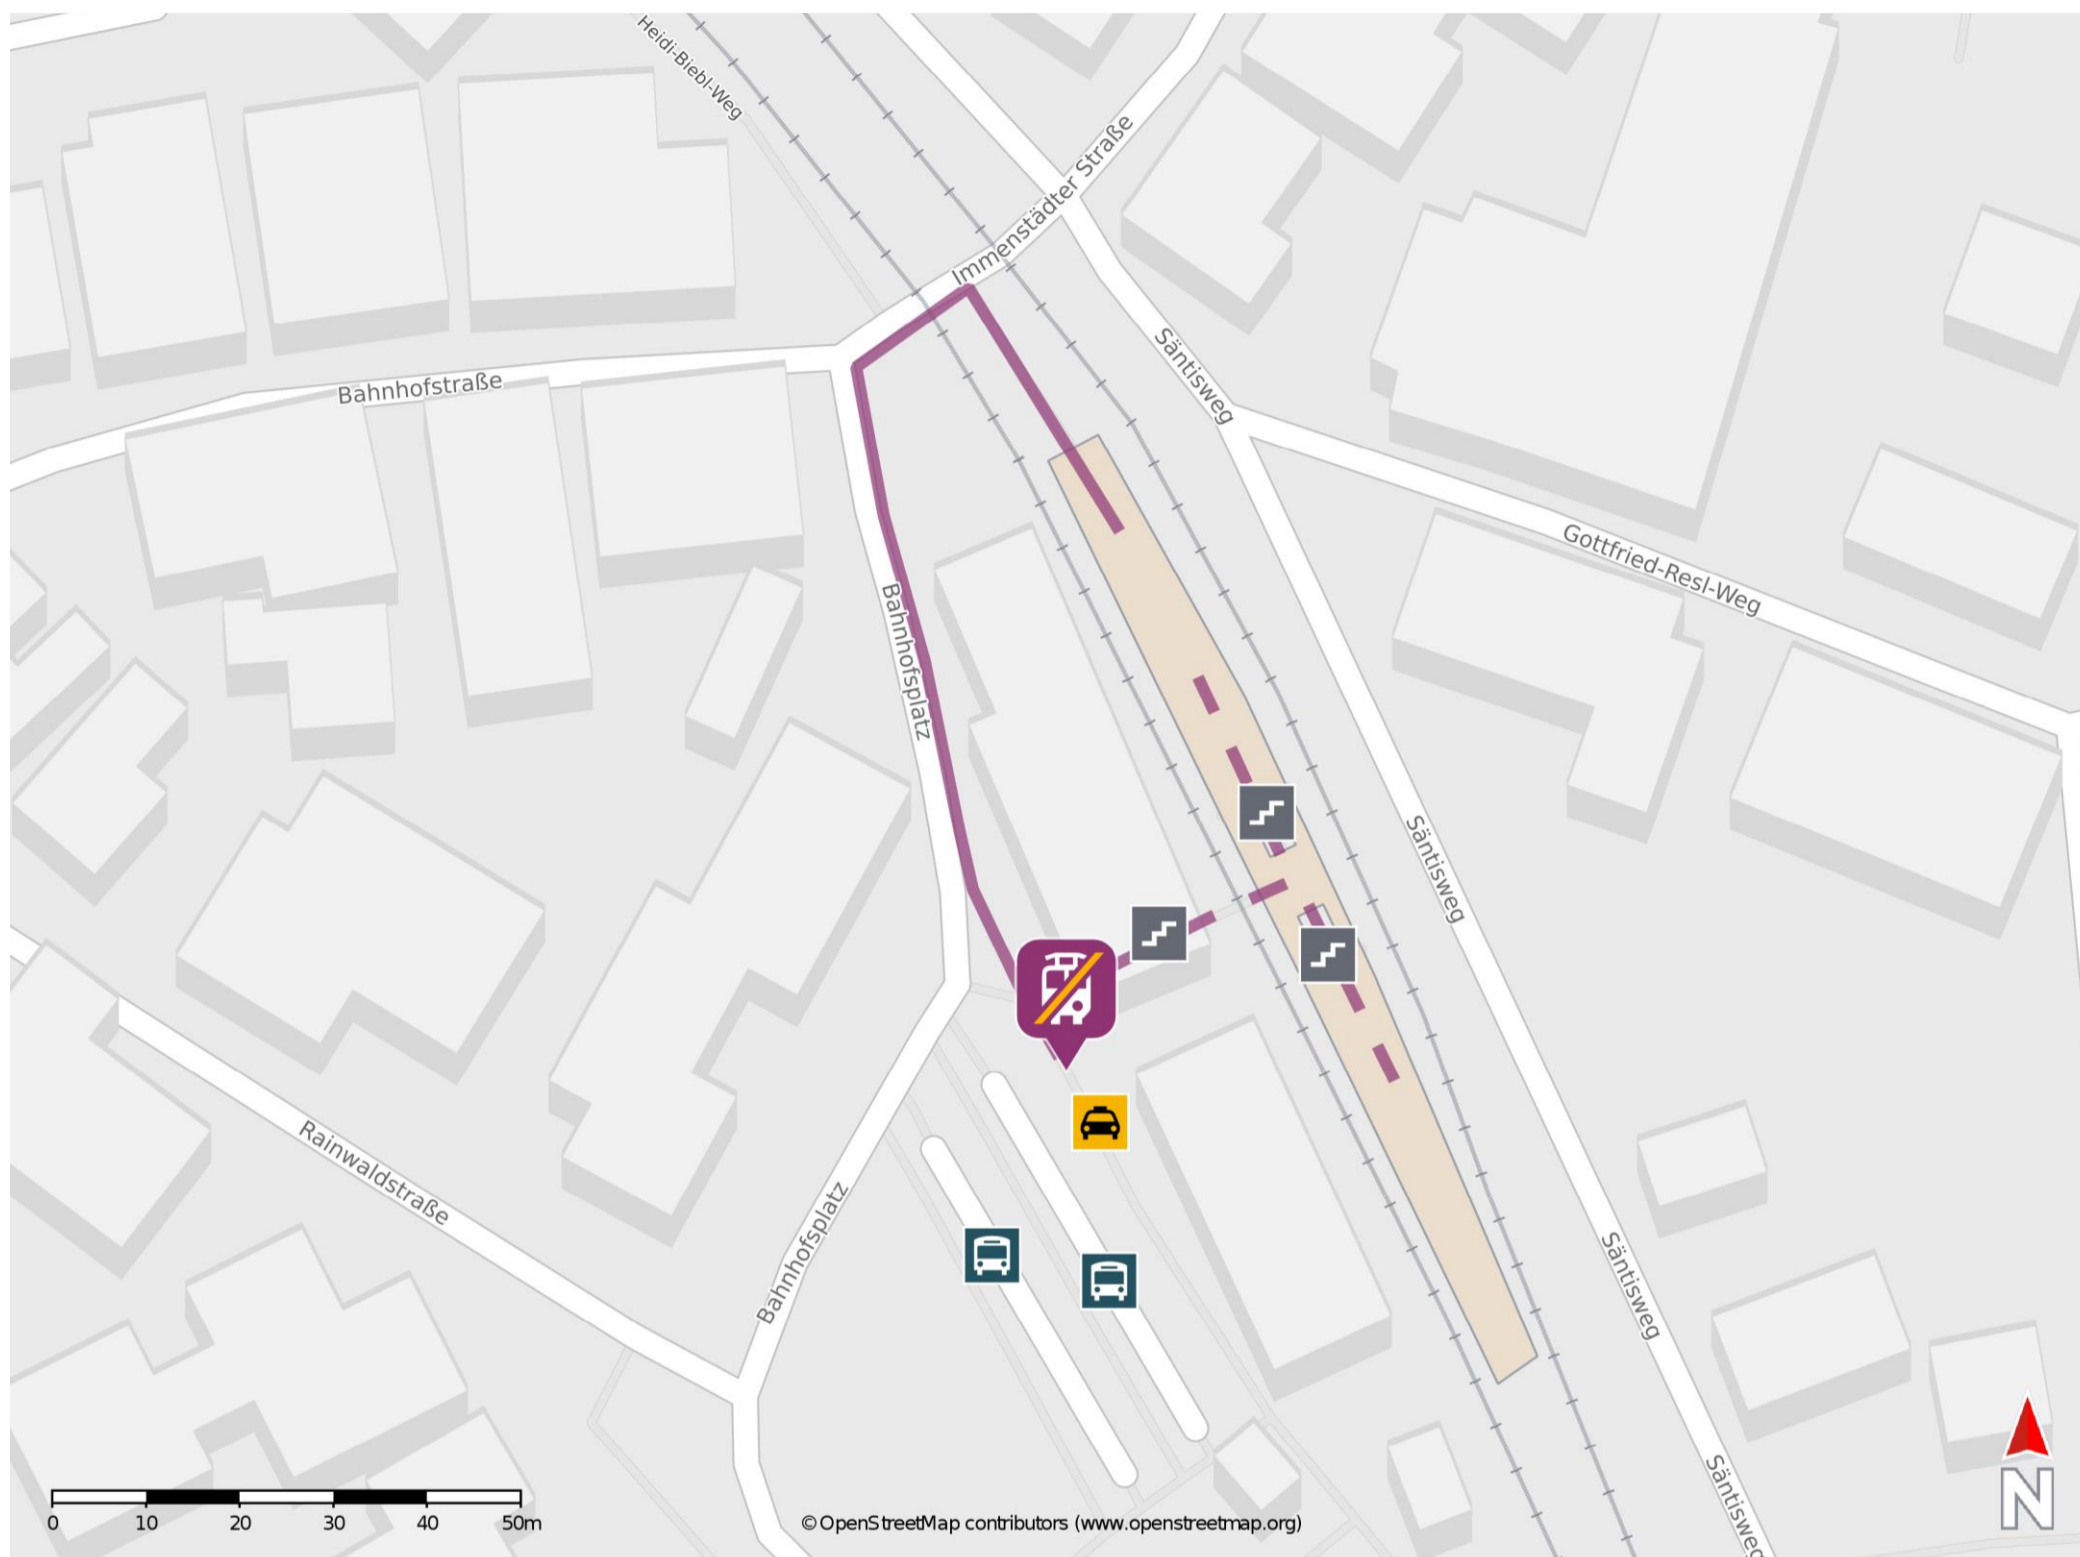 Heidi-Biebl-Weg
Immenstädter Straße
Säntisweg
Bahnhofstraße
Gottfried-Resl-Weg
Bahnhofsplatz
Säntisweg
Rainwaldstraße
Bahnhofsplatz
Säntisweg
Säntisweg
N
0 10 20 30 40 50m
© OpenStreetMap contributors (www.openstreetmap.org)